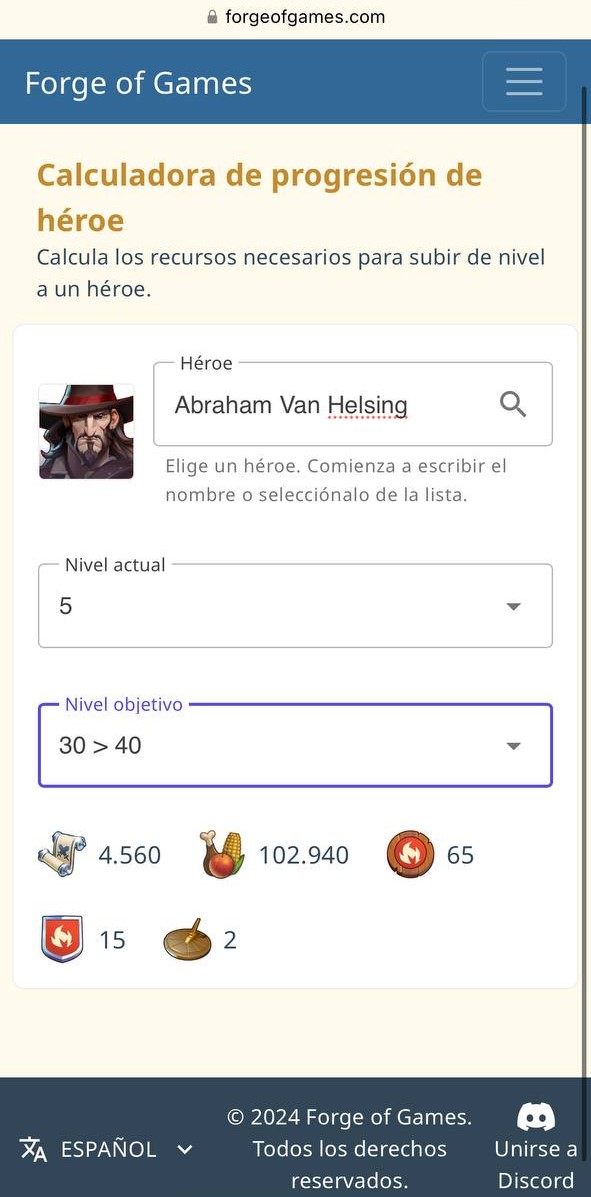 forgeofgames.com
Forge of Games
Calculadora de progresión de
héroe
Calcula los recursos necesarios para subir de nivel
a un héroe.
Héroe
Abraham Van Helsing
Elige un héroe. Comienza a escribir el
nombre o selecciónalo de la lista.
Nivel actual
5
Nivel objetivo
30 > 40
4.560 102.940 65
15 2
© 2024 Forge of Games.
Todos los derechos
reservados.
ESPAÑOL
Unirse a
Discord